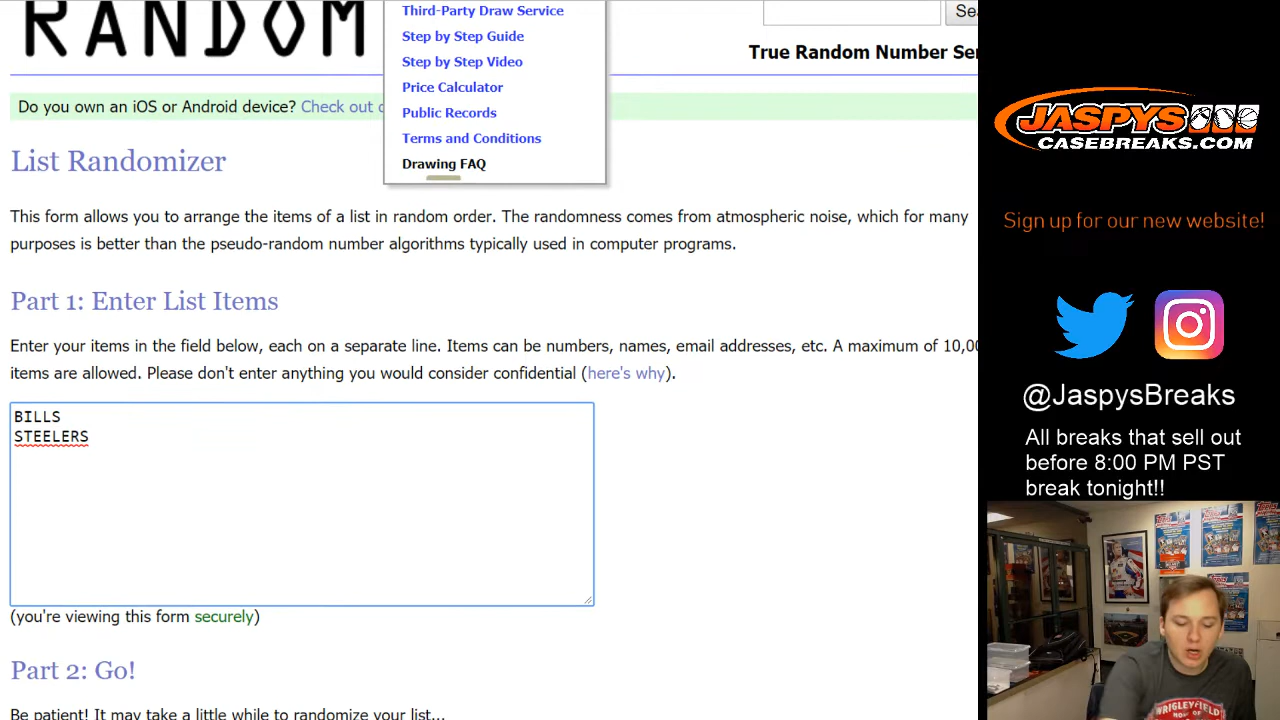 RANDOM
Third-Party Draw Service
Step by Step Guide
Step by Step Video
Price Calculator
Public Records
Terms and Conditions
Drawing FAQ
True Random Number
Do you own an iOS or Android device? Check out
List Randomizer
This form allows you to arrange the items of a list in random order. The randomness comes from atmospheric noise, which for many
purposes is better than the pseudo-random number algorithms typically used in computer programs.
Part 1: Enter List Items
Enter your items in the field below, each on a separate line. Items can be numbers, names, email addresses, etc. A maximum of 10,00
items are allowed. Please don't enter anything you would consider confidential (here's why).
BILLS
STEELERS
(you're viewing this form securely)
Part 2: Go!
Be patient! It may take a little while to randomize your list...
JASPYS
CASEBREAKS.COM
Sign up for our new website!
@JaspysBreaks
All breaks that sell out
before 8:00 PM PST
break tonight!!
WRIGLEYFIELD